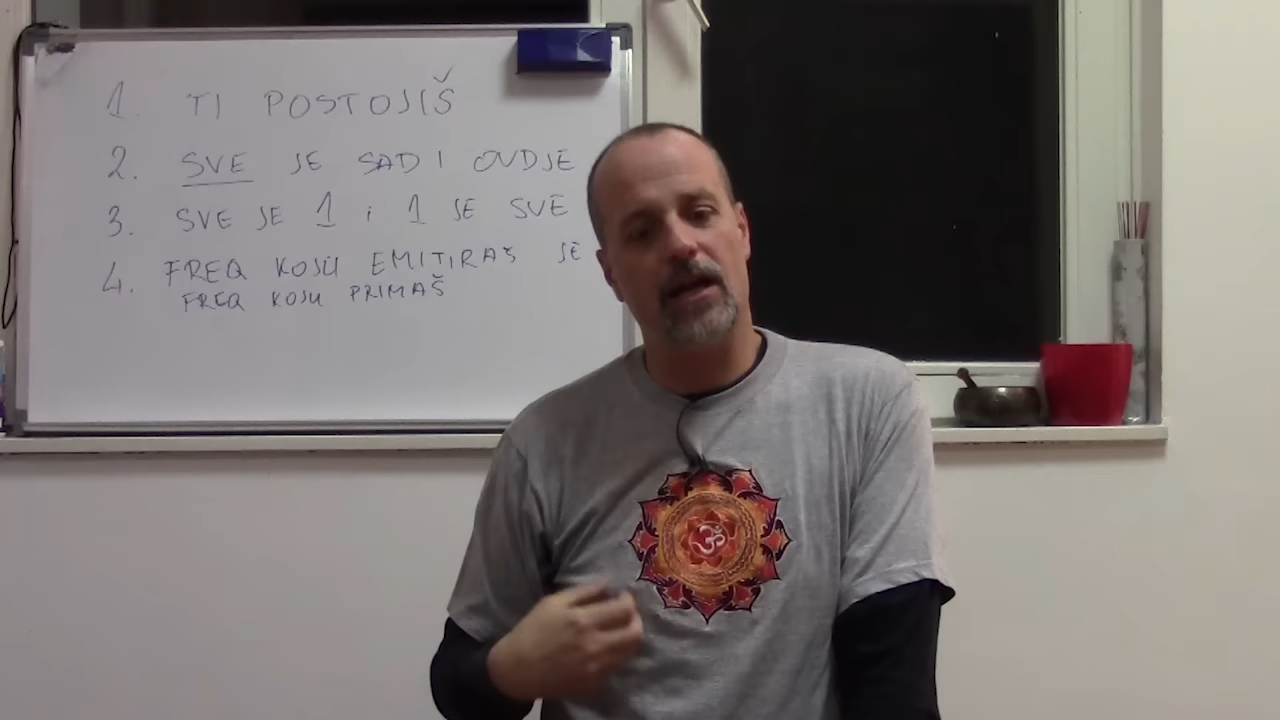 1. TI POSTOJIŠ
2. SVE JE SAD I OVDJE
3. SVE JE 1 i 1 JE SVE
4. FREQ KOJU EMITIRAŠ JE
FREQ KOJU PRIMAŠ
ॐ